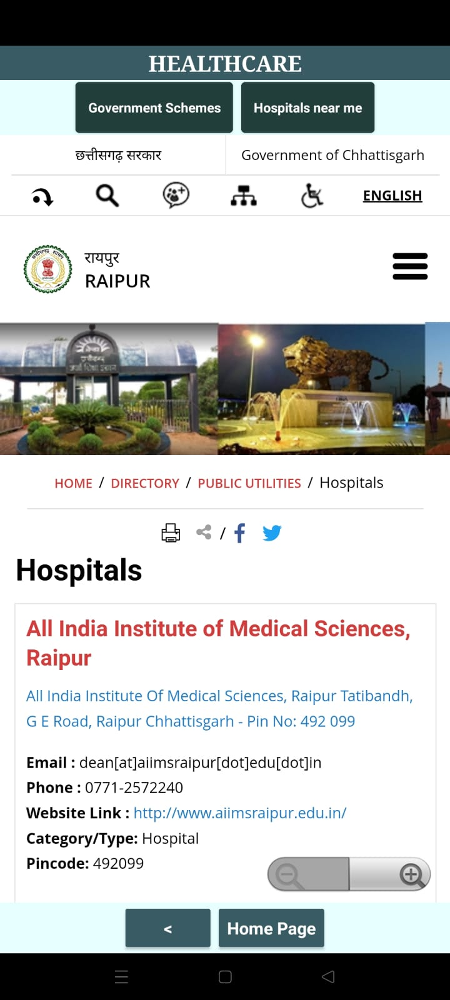 HEALTHCARE
Government Schemes
Hospitals near me
छत्तीसगढ़ सरकार
Government of Chhattisgarh
ENGLISH
रायपुर
RAIPUR
HOME / DIRECTORY / PUBLIC UTILITIES / Hospitals
/
Hospitals
All India Institute of Medical Sciences,
Raipur
All India Institute Of Medical Sciences, Raipur Tatibandh,
G E Road, Raipur Chhattisgarh - Pin No: 492 099
Email : dean[at]aiimsraipur[dot]edu[dot]in
Phone : 0771-2572240
Website Link : http://www.aiimsraipur.edu.in/
Category/Type: Hospital
Pincode: 492099
<
Home Page